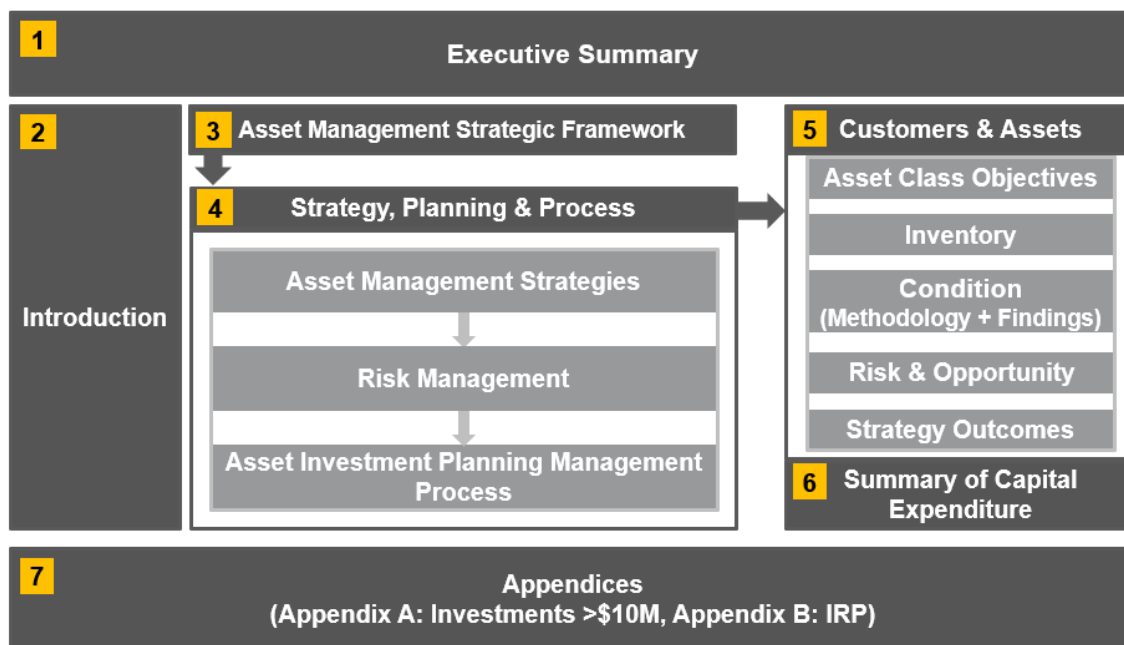 1
Executive Summary
2
Introduction
3 Asset Management Strategic Framework
4 Strategy, Planning & Process
Asset Management Strategies
Risk Management
Asset Investment Planning Management
Process
5 Customers & Assets
Asset Class Objectives
Inventory
Condition
(Methodology + Findings)
Risk & Opportunity
Strategy Outcomes
6 Summary of Capital
Expenditure
7
Appendices
(Appendix A: Investments >$10M, Appendix B: IRP)